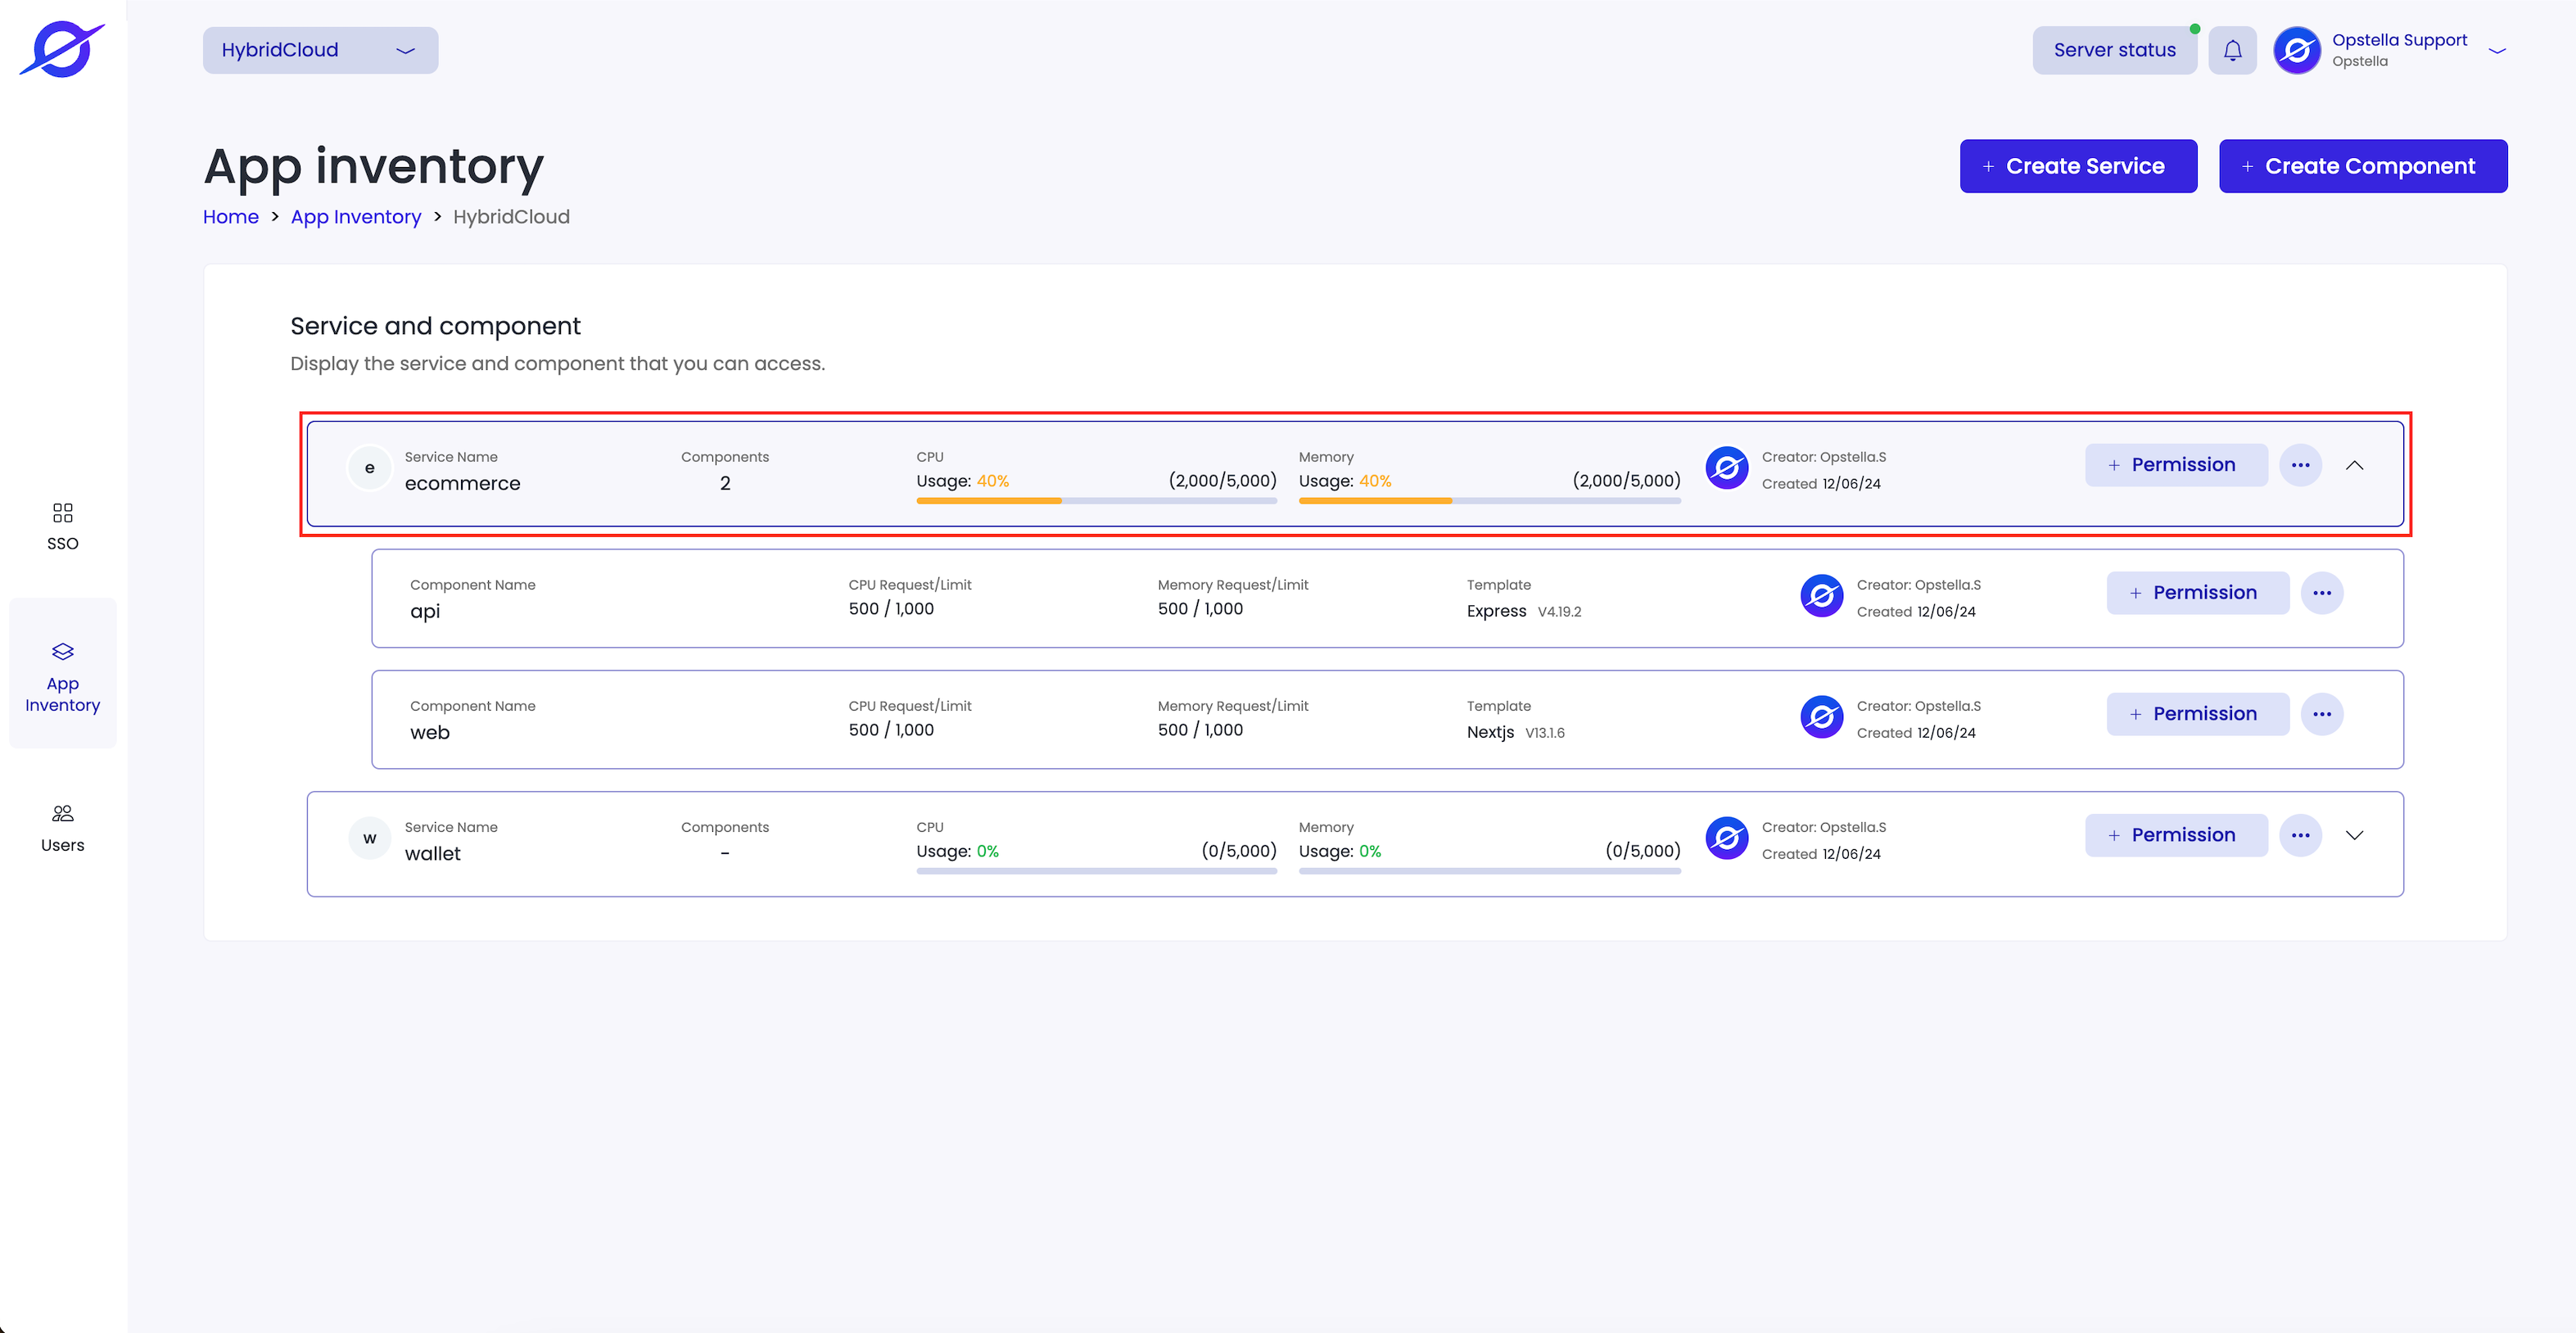 HybridCloud
Server status
Opstella Support
Opstella
App inventory
+ Create Service
+ Create Component
Home > App Inventory > HybridCloud
Service and component
Display the service and component that you can access.
e
Service Name
ecommerce
Components
2
CPU
Usage: 40% (2,000/5,000)
Memory
Usage: 40% (2,000/5,000)
Creator: Opstella.S
Created 12/06/24
+ Permission
SSO
Component Name
api
CPU Request/Limit
500 / 1,000
Memory Request/Limit
500 / 1,000
Template
Express V4.19.2
Creator: Opstella.S
Created 12/06/24
+ Permission
App
Inventory
Component Name
web
CPU Request/Limit
500 / 1,000
Memory Request/Limit
500 / 1,000
Template
Nextjs V13.1.6
Creator: Opstella.S
Created 12/06/24
+ Permission
Users
w
Service Name
wallet
Components
-
CPU
Usage: 0% (0/5,000)
Memory
Usage: 0% (0/5,000)
Creator: Opstella.S
Created 12/06/24
+ Permission